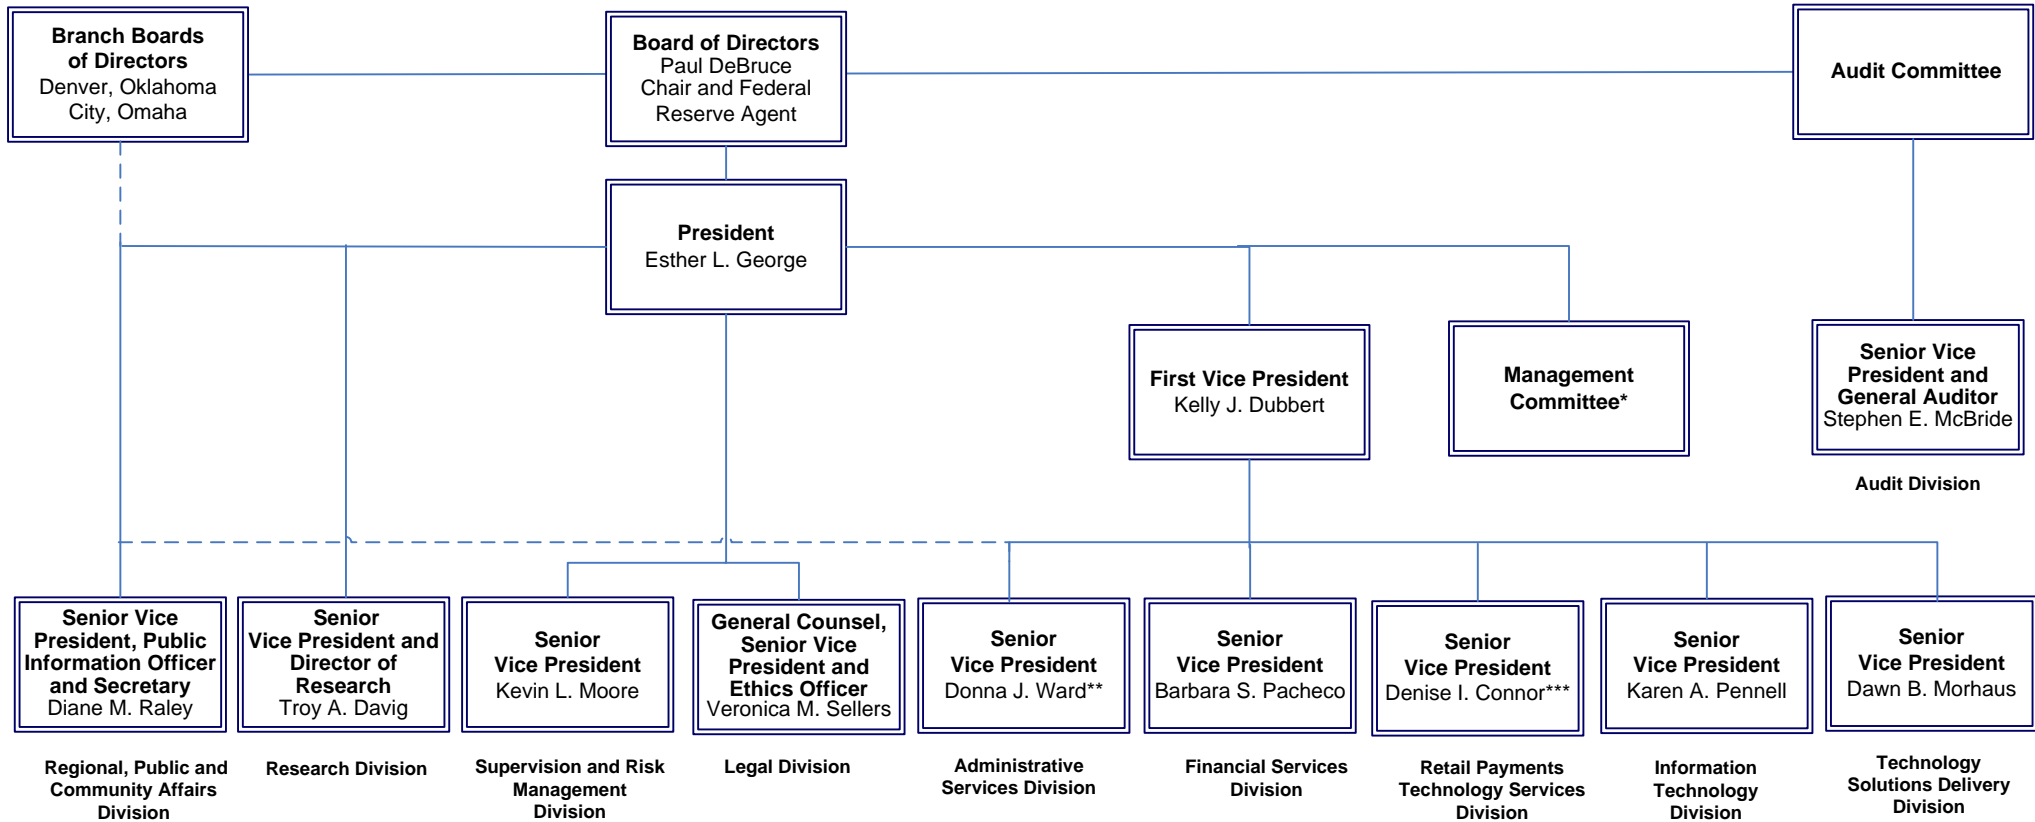 Branch Boards
of Directors
Denver, Oklahoma
City, Omaha
Board of Directors
Paul DeBruce
Chair and Federal
Reserve Agent
Audit Committee
President
Esther L. George
First Vice President
Kelly J. Dubbert
Management
Committee*
Senior Vice
President and
General Auditor
Stephen E. McBride
Audit Division
Senior Vice
President, Public
Information Officer
and Secretary
Diane M. Raley
Regional, Public and
Community Affairs
Division
Senior
Vice President and
Director of
Research
Troy A. Davig
Research Division
Senior
Vice President
Kevin L. Moore
Supervision and Risk
Management
Division
General Counsel,
Senior Vice
President and
Ethics Officer
Veronica M. Sellers
Legal Division
Senior
Vice President
Donna J. Ward**
Administrative
Services Division
Senior
Vice President
Barbara S. Pacheco
Financial Services
Division
Senior
Vice President
Denise I. Connor***
Retail Payments
Technology Services
Division
Senior
Vice President
Karen A. Pennell
Information
Technology
Division
Senior
Vice President
Dawn B. Morhaus
Technology
Solutions Delivery
Division